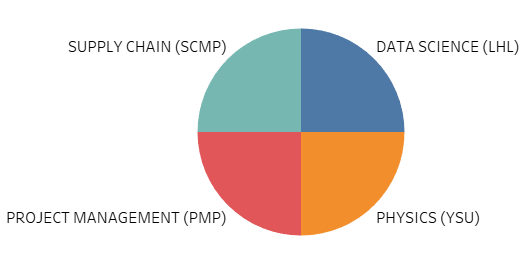 SUPPLY CHAIN (SCMP)
DATA SCIENCE (LHL)
PROJECT MANAGEMENT (PMP)
PHYSICS (YSU)